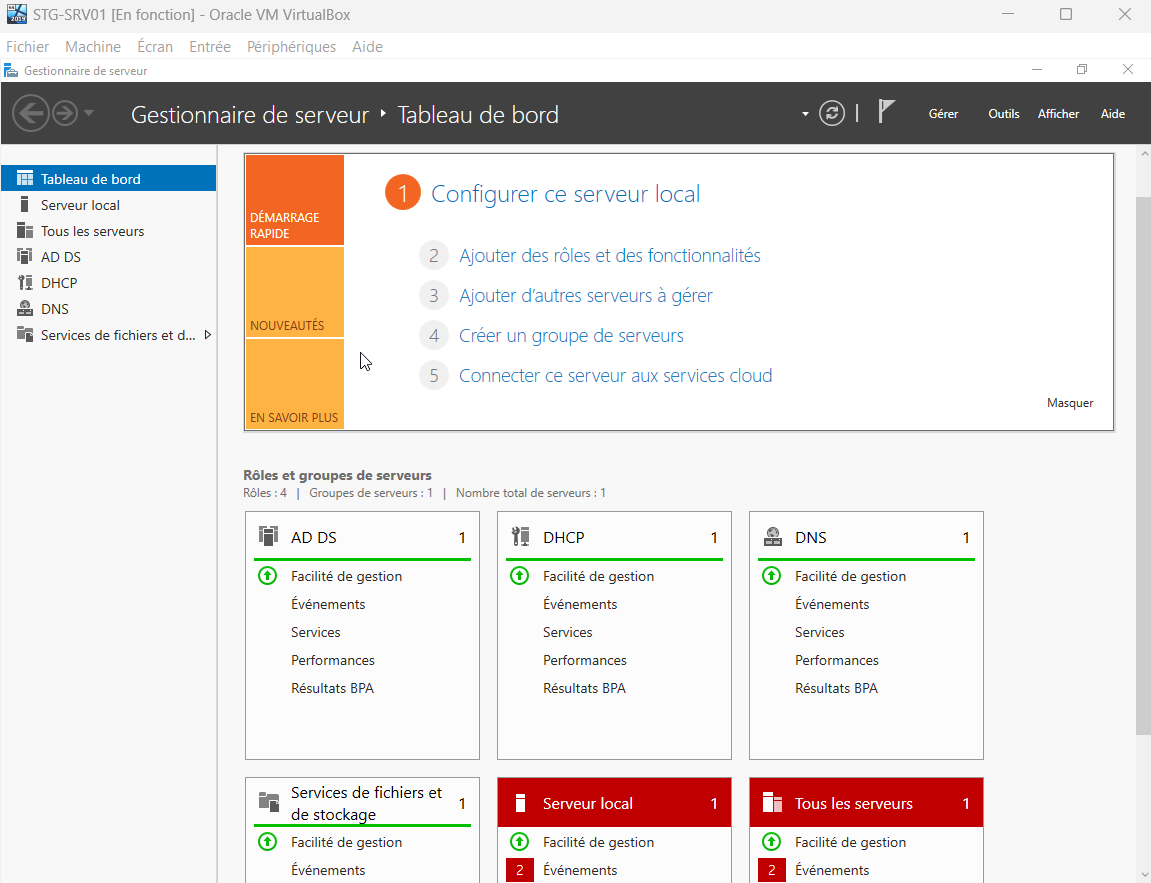 STG-SRV01 [En fonction] - Oracle VM VirtualBox
Fichier Machine Écran Entrée Périphériques Aide
Gestionnaire de serveur
Gestionnaire de serveur Tableau de bord
Gérer Outils Afficher Aide
Tableau de bord
Serveur local
Tous les serveurs
AD DS
DHCP
DNS
Services de fichiers et d...
DÉMARRAGE
RAPIDE
NOUVEAUTÉS
EN SAVOIR PLUS
1 Configurer ce serveur local
2 Ajouter des rôles et des fonctionnalités
3 Ajouter d’autres serveurs à gérer
4 Créer un groupe de serveurs
5 Connecter ce serveur aux services cloud
Masquer
Rôles et groupes de serveurs
Rôles : 4 | Groupes de serveurs : 1 | Nombre total de serveurs : 1
AD DS 1
Facilité de gestion
Événements
Services
Performances
Résultats BPA
DHCP 1
Facilité de gestion
Événements
Services
Performances
Résultats BPA
DNS 1
Facilité de gestion
Événements
Services
Performances
Résultats BPA
Services de fichiers et
de stockage 1
Facilité de gestion
Événements
Serveur local 1
Facilité de gestion
2 Événements
Tous les serveurs 1
Facilité de gestion
2 Événements